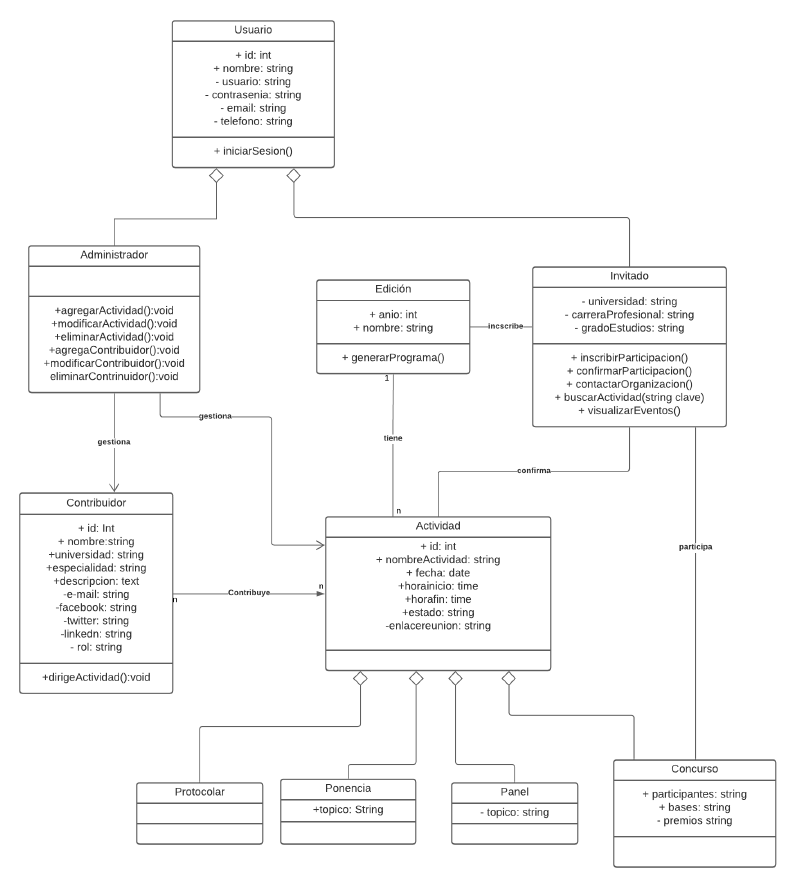 Usuario
+ id: int
+ nombre: string
- usuario: string
- contrasenia: string
- email: string
- telefono: string
+ iniciarSesion()
Administrador
+agregarActividad():void
+modificarActividad():void
+eliminarActividad():void
+agregaContribuidor():void
+modificarContribuidor():void
eliminarContrinuidor():void
Edición
+ anio: int
+ nombre: string
+ generarPrograma()
1
incscribe
Invitado
- universidad: string
- carreraProfesional: string
- gradoEstudios: string
+ inscribirParticipacion()
+ confirmarParticipacion()
+ contactarOrganizacion()
+ buscarActividad(string clave)
+ visualizarEventos()
gestiona
gestiona
tiene
n
confirma
participa
Contribuidor
+ id: Int
+ nombre:string
+universidad: string
+especialidad: string
+descripcion: text
-e-mail: string
-facebook: string
-twitter: string
-linkedn: string
- rol: string
+dirigeActividad():void
n
Contribuye
n
Actividad
+ id: int
+ nombreActividad: string
+ fecha: date
+horainicio: time
+horafin: time
+estado: string
-enlacereunion: string
Protocolar
Ponencia
+topico: String
Panel
- topico: string
Concurso
+ participantes: string
+ bases: string
- premios string